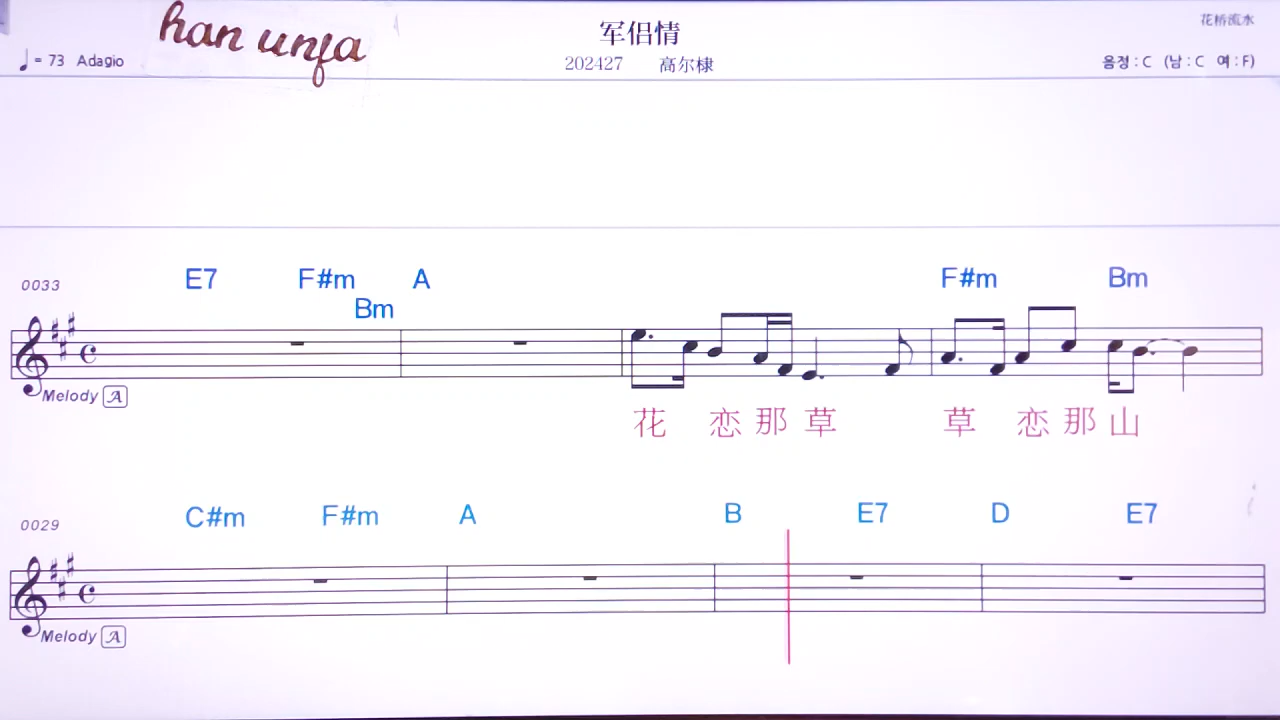 han unfa
军侣情
花桥流水
♩= 73 Adagio
202427 高尔棣
음정 : C (남 : C 여 : F)
0033
E7 F#m Bm A F#m Bm
Melody A
花 恋 那 草 草 恋 那 山
0029
C#m F#m A B E7 D E7
Melody A